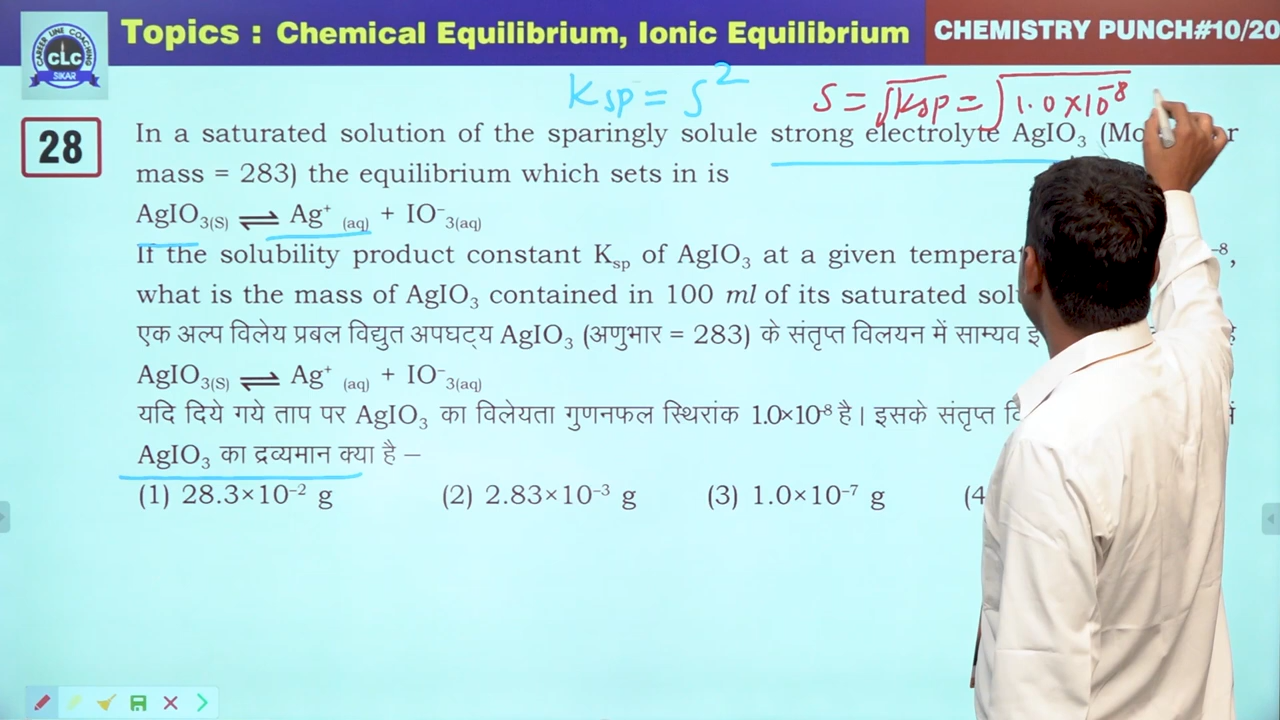 Topics : Chemical Equilibrium, Ionic Equilibrium
CHEMISTRY PUNCH#10/20
CAREER LINE COACHING
CLC
SIKAR
Ksp = S²
S = √Ksp = √1.0×10⁻⁸
28
In a saturated solution of the sparingly solule strong electrolyte AgIO₃
mass = 283) the equilibrium which sets in is
AgIO₃(S) ⇌ Ag⁺ (aq) + IO⁻₃(aq)
If the solubility product constant Ksp of AgIO₃ at a given ⁻⁸,
what is the mass of AgIO₃ contained in 100 ml of its saturated
एक अल्प विलेय प्रबल विद्युत अपघट्य AgIO₃ (अणुभार = 283) के संतृप्त विलयन में साम्यव
AgIO₃(S) ⇌ Ag⁺ (aq) + IO⁻₃(aq)
यदि दिये गये ताप पर AgIO₃ का विलेयता गुणनफल स्थिरांक 1.0×10⁻⁸ है। इसके संतृप्त
AgIO₃ का द्रव्यमान क्या है –
(1) 28.3×10⁻² g (2) 2.83×10⁻³ g (3) 1.0×10⁻⁷ g (4